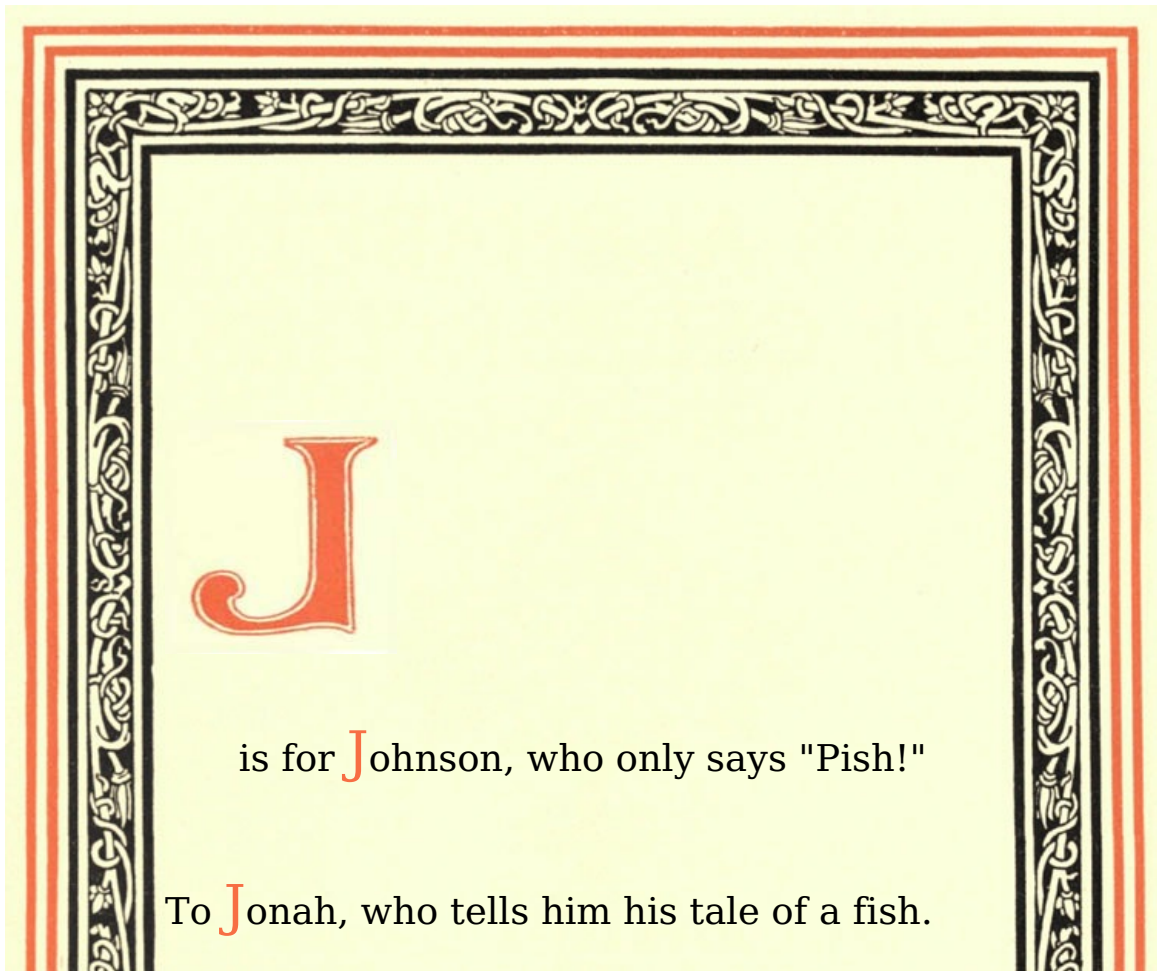 J
is for Johnson, who only says "Pish!"
To Jonah, who tells him his tale of a fish.